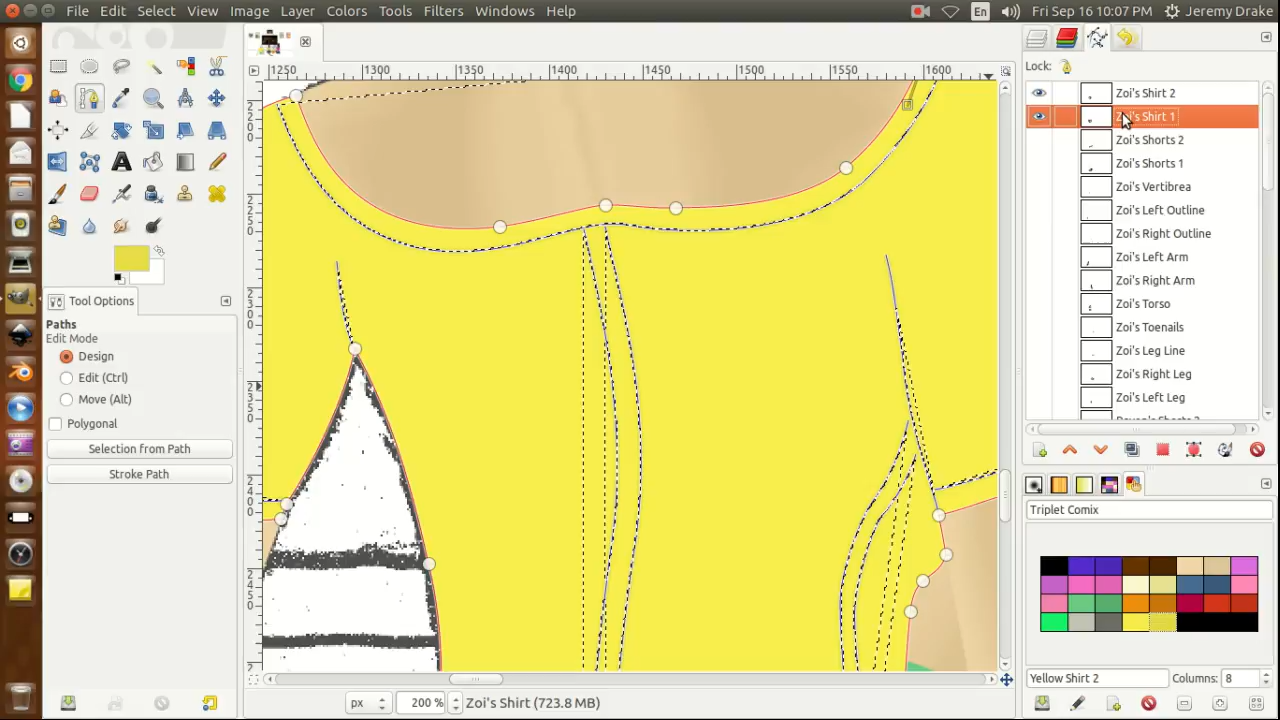 File Edit Select View Image Layer Colors Tools Filters Windows Help En Fri Sep 16 10:07 PM Jeremy Drake
1250 1300 1350 1400 1450 1500 1550 1600
Lock:
Zoi's Shirt 2
Zoi's Shirt 1
Zoi's Shorts 2
Zoi's Shorts 1
Zoi's Vertibrea
Zoi's Left Outline
Zoi's Right Outline
Zoi's Left Arm
Zoi's Right Arm
Zoi's Torso
Zoi's Toenails
Zoi's Leg Line
Zoi's Right Leg
Zoi's Left Leg
Tool Options
Paths
Edit Mode
Design
Edit (Ctrl)
Move (Alt)
Polygonal
Selection from Path
Stroke Path
Triplet Comix
Yellow Shirt 2 Columns: 8
px 200 % Zoi's Shirt (723.8 MB)